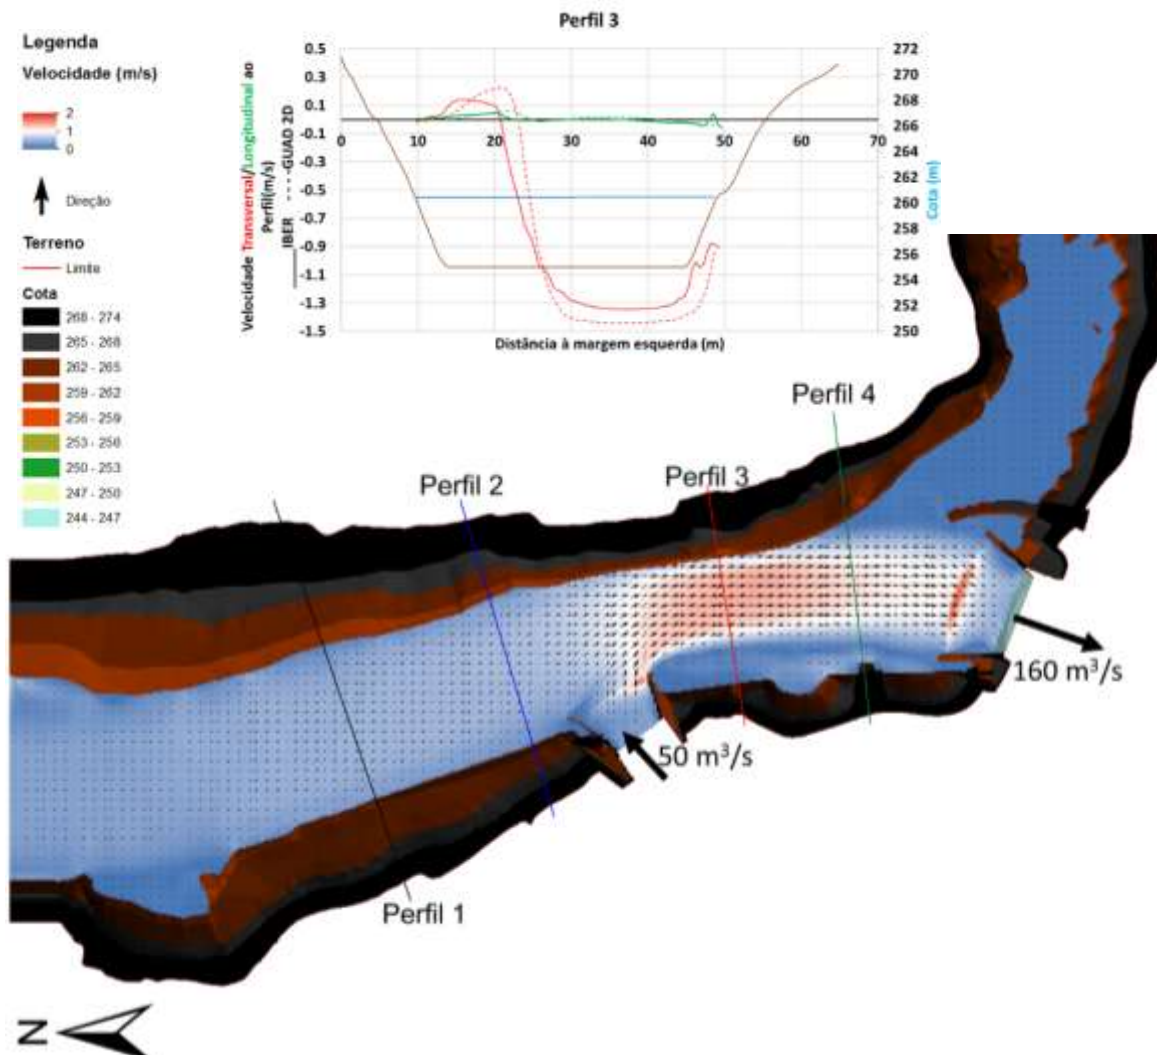 Perfil 3
Legenda
Velocidade (m/s)
2
1
0
Direção
Terreno
Limite
Cota
268 - 274
265 - 268
262 - 265
259 - 262
256 - 259
253 - 256
250 - 253
247 - 250
244 - 247
Velocidade Transversal/Longitudinal ao
Perfil(m/s)
IBER - - - -GUAD 2D
0.5
0.3
0.1
-0.1
-0.3
-0.5
-0.7
-0.9
-1.1
-1.3
-1.5
0
10
20
30
40
50
60
70
272
270
268
266
264
262
260
258
256
254
252
250
Cota (m)
Distância à margem esquerda (m)
Perfil 4
Perfil 3
Perfil 2
160 m³/s
50 m³/s
Perfil 1
N